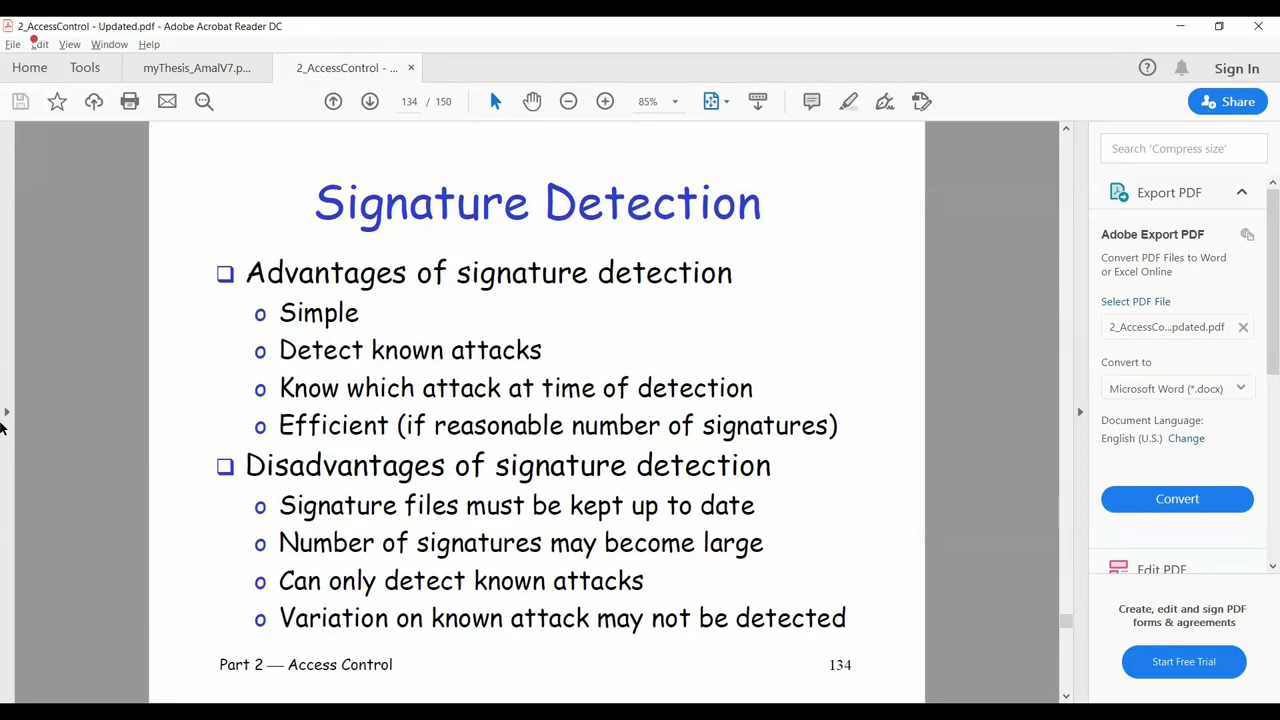 2_AccessControl - Updated.pdf - Adobe Acrobat Reader DC
File Edit View Window Help
Home Tools myThesis_AmalV7.p... 2_AccessControl - ... × Sign In
134 / 150 85% Share
Signature Detection
Advantages of signature detection
o Simple
o Detect known attacks
o Know which attack at time of detection
o Efficient (if reasonable number of signatures)
Disadvantages of signature detection
o Signature files must be kept up to date
o Number of signatures may become large
o Can only detect known attacks
o Variation on known attack may not be detected
Part 2 — Access Control 134
Search 'Compress size'
Export PDF
Adobe Export PDF
Convert PDF Files to Word
or Excel Online
Select PDF File
2_AccessCo...pdated.pdf
Convert to
Microsoft Word (*.docx)
Document Language:
English (U.S.) Change
Convert
Edit PDF
Create, edit and sign PDF
forms & agreements
Start Free Trial